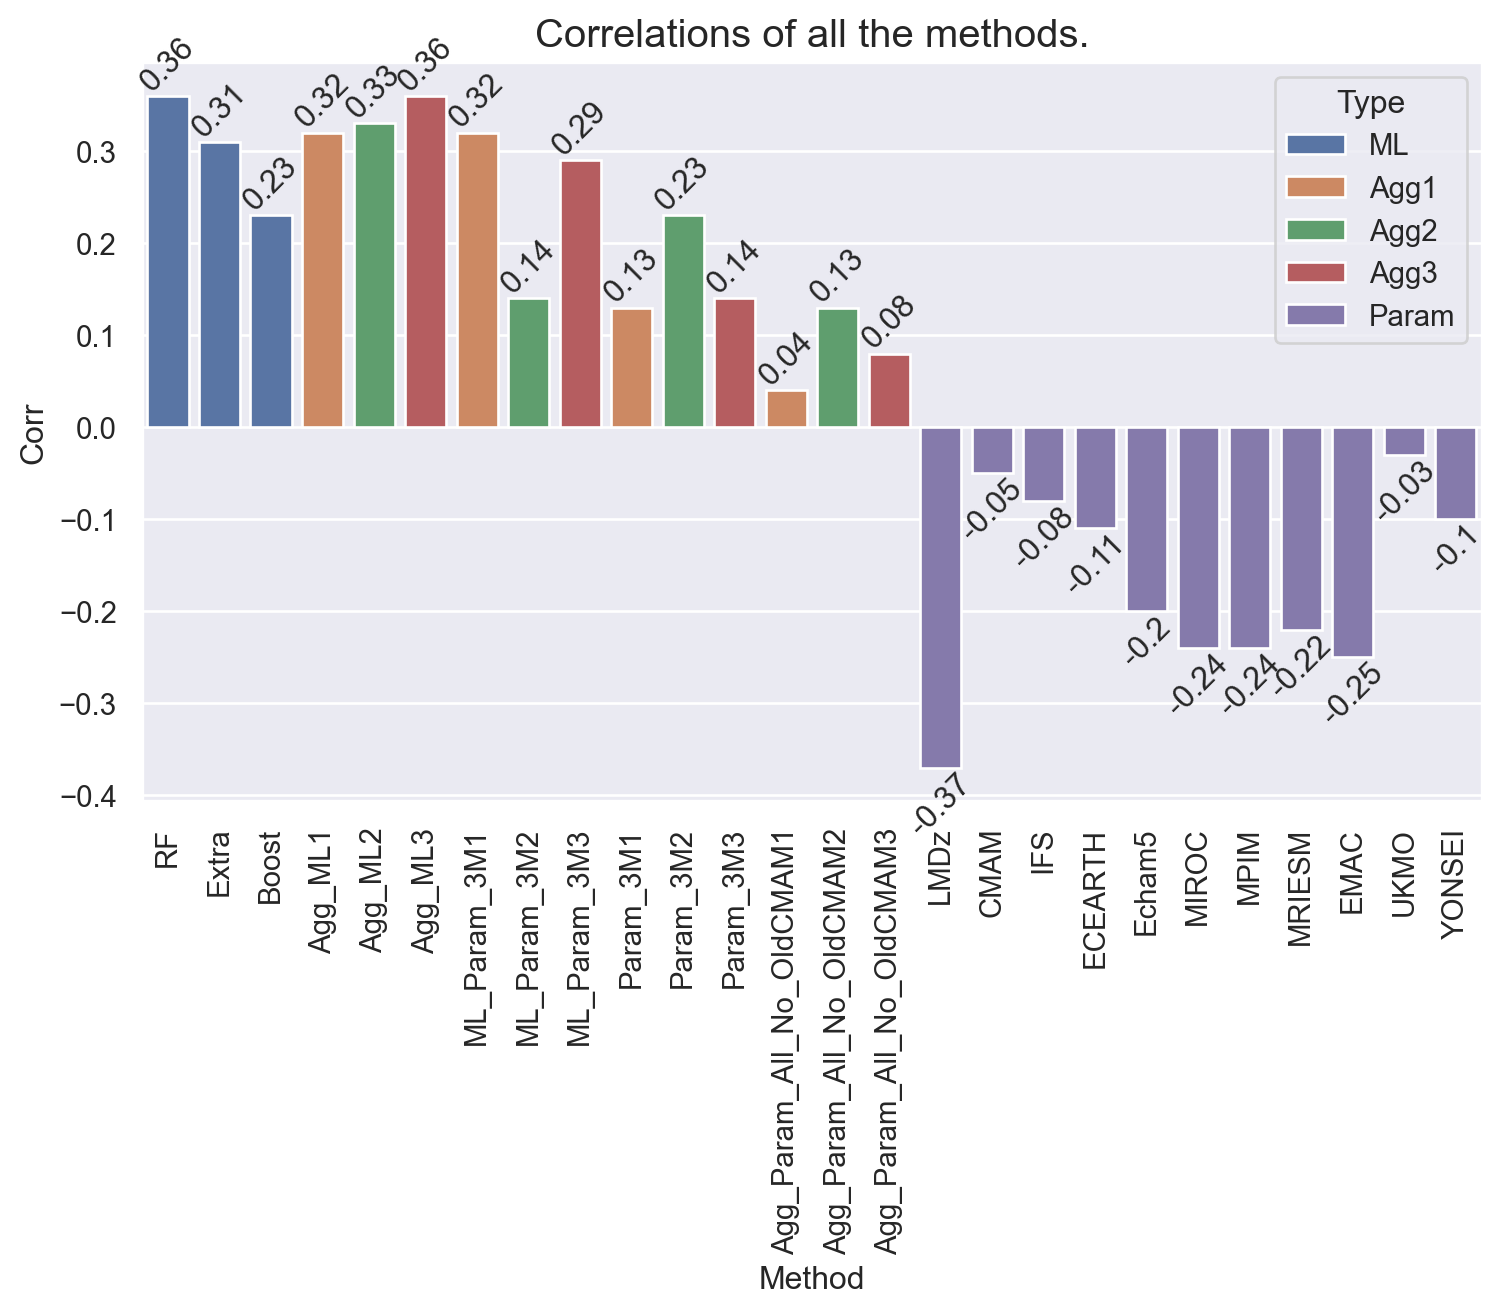 Correlations of all the methods.
0.36
0.31
0.23
0.32
0.33
0.36
0.32
0.14
0.29
0.13
0.23
0.14
0.04
0.13
0.08
-0.37
-0.05
-0.08
-0.11
-0.2
-0.24
-0.24
-0.22
-0.25
-0.03
-0.1
Type
ML
Agg1
Agg2
Agg3
Param
Corr
0.3
0.2
0.1
0.0
−0.1
−0.2
−0.3
−0.4
RF
Extra
Boost
Agg_ML1
Agg_ML2
Agg_ML3
ML_Param_3M1
ML_Param_3M2
ML_Param_3M3
Param_3M1
Param_3M2
Param_3M3
Agg_Param_All_No_OldCMAM1
Agg_Param_All_No_OldCMAM2
Agg_Param_All_No_OldCMAM3
LMDz
CMAM
IFS
ECEARTH
Echam5
MIROC
MPIM
MRIESM
EMAC
UKMO
YONSEI
Method